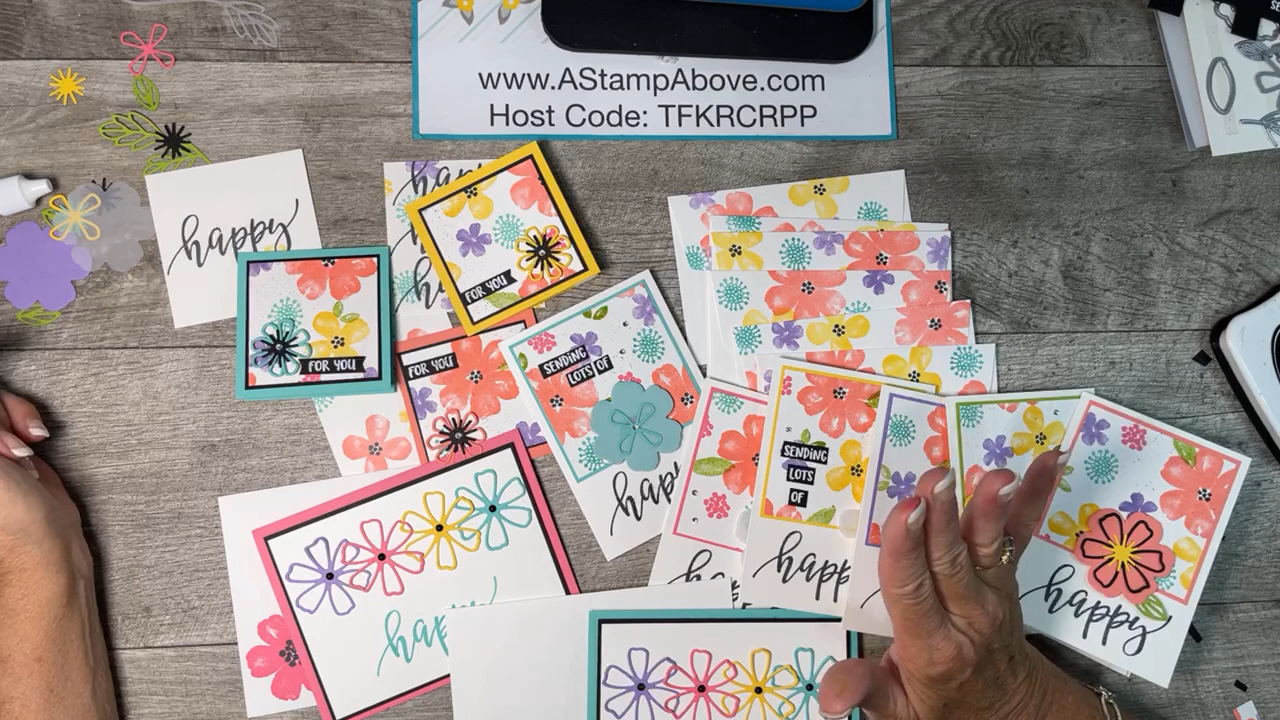 www.AStampAbove.com
Host Code: TFKRCRPP
happy
FOR YOU
happy
FOR YOU
FOR YOU
SENDING
LOTS OF
SENDING
LOTS
OF
happy
happy